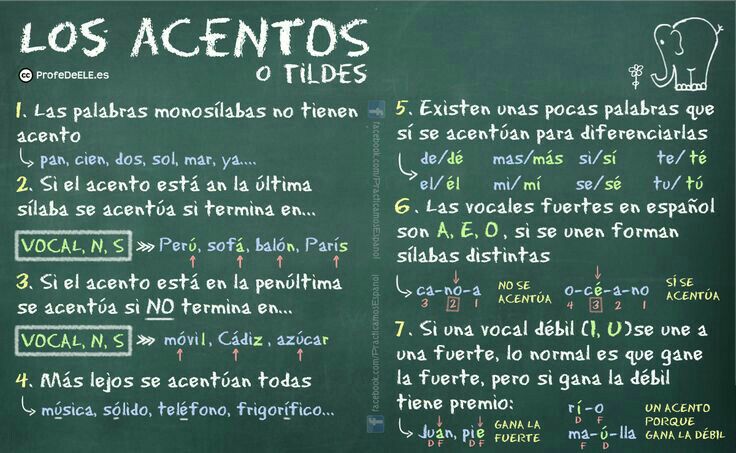 LOS ACENTOS
O TILDES
cc ProfeDeELE.es
1. Las palabras monosílabas no tienen
acento
pan, cien, dos, sol, mar, ya....
2. Si el acento está an la última
sílaba se acentúa si termina en...
VOCAL, N, S >>> Perú, sofá, balón, París
3. Si el acento está en la penúltima
se acentúa si NO termina en...
VOCAL, N, S >>> móvil, Cádiz, azúcar
4. Más lejos se acentúan todas
música, sólido, teléfono, frigorífico...
facebook.com/PracticamosEspanol
facebook.com/PracticamosEspanol
5. Existen unas pocas palabras que
sí se acentúan para diferenciarlas
de/dé mas/más si/sí te/té
el/él mi/mí se/sé tu/tú
6. Las vocales fuertes en español
son A, E, O, si se unen forman
sílabas distintas
ca-no-a NO SE ACENTÚA o-cé-a-no SÍ SE ACENTÚA
3 2 1 4 3 2 1
7. Si una vocal débil (I, U)se une a
una fuerte, lo normal es que gane
la fuerte, pero si gana la débil
tiene premio:
Juan, pie GANA LA FUERTE
DF DF
rí-o
D F
ma-ú-lla
F D
UN ACENTO
PORQUE
GANA LA DÉBIL